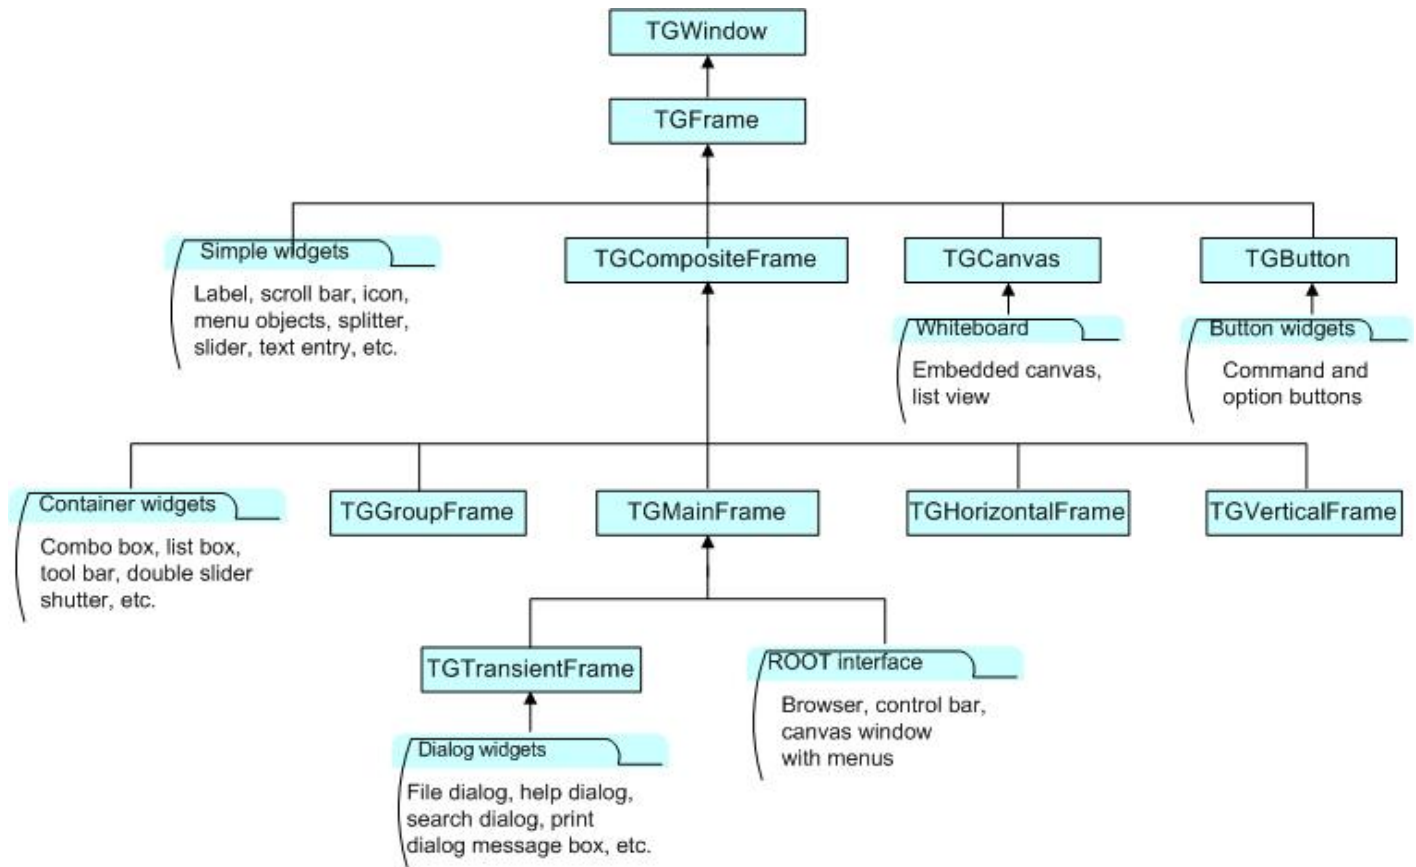 TGWindow
TGFrame
Simple widgets
Label, scroll bar, icon,
menu objects, splitter,
slider, text entry, etc.
TGCompositeFrame
TGCanvas
Whiteboard
Embedded canvas,
list view
TGButton
Button widgets
Command and
option buttons
Container widgets
Combo box, list box,
tool bar, double slider
shutter, etc.
TGGroupFrame
TGMainFrame
TGHorizontalFrame
TGVerticalFrame
TGTransientFrame
Dialog widgets
File dialog, help dialog,
search dialog, print
dialog message box, etc.
ROOT interface
Browser, control bar,
canvas window
with menus